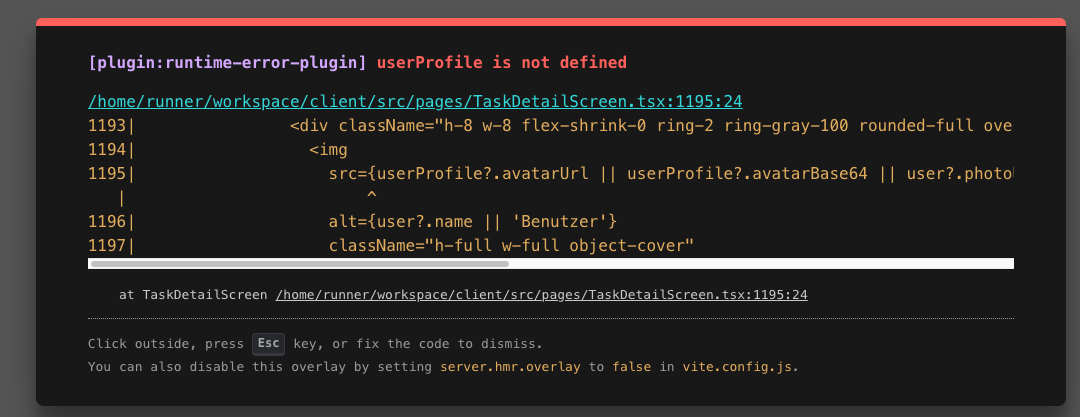 [plugin:runtime-error-plugin] userProfile is not defined
/home/runner/workspace/client/src/pages/TaskDetailScreen.tsx:1195:24
1193|                <div className="h-8 w-8 flex-shrink-0 ring-2 ring-gray-100 rounded-full ove
1194|                  <img
1195|                    src={userProfile?.avatarUrl || userProfile?.avatarBase64 || user?.photo
|                         ^
1196|                    alt={user?.name || 'Benutzer'}
1197|                    className="h-full w-full object-cover"
at TaskDetailScreen /home/runner/workspace/client/src/pages/TaskDetailScreen.tsx:1195:24
Click outside, press Esc key, or fix the code to dismiss.
You can also disable this overlay by setting server.hmr.overlay to false in vite.config.js.